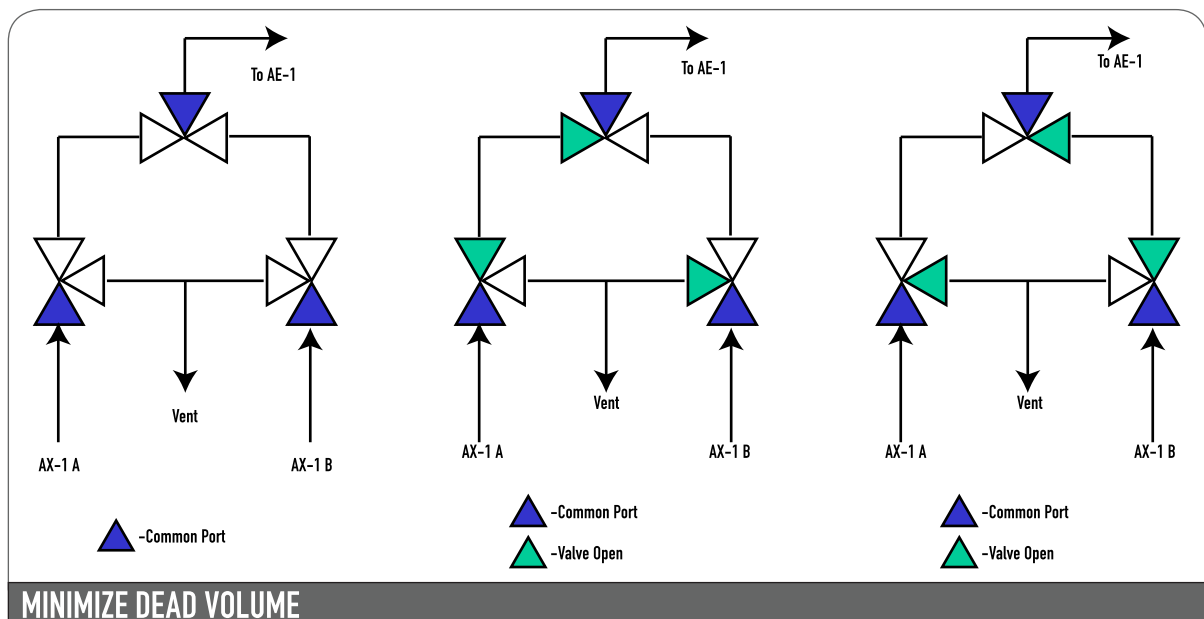 To AE-1
Vent
AX-1 A
AX-1 B
-Common Port
To AE-1
Vent
AX-1 A
AX-1 B
-Common Port
-Valve Open
To AE-1
Vent
AX-1 A
AX-1 B
-Common Port
-Valve Open
MINIMIZE DEAD VOLUME